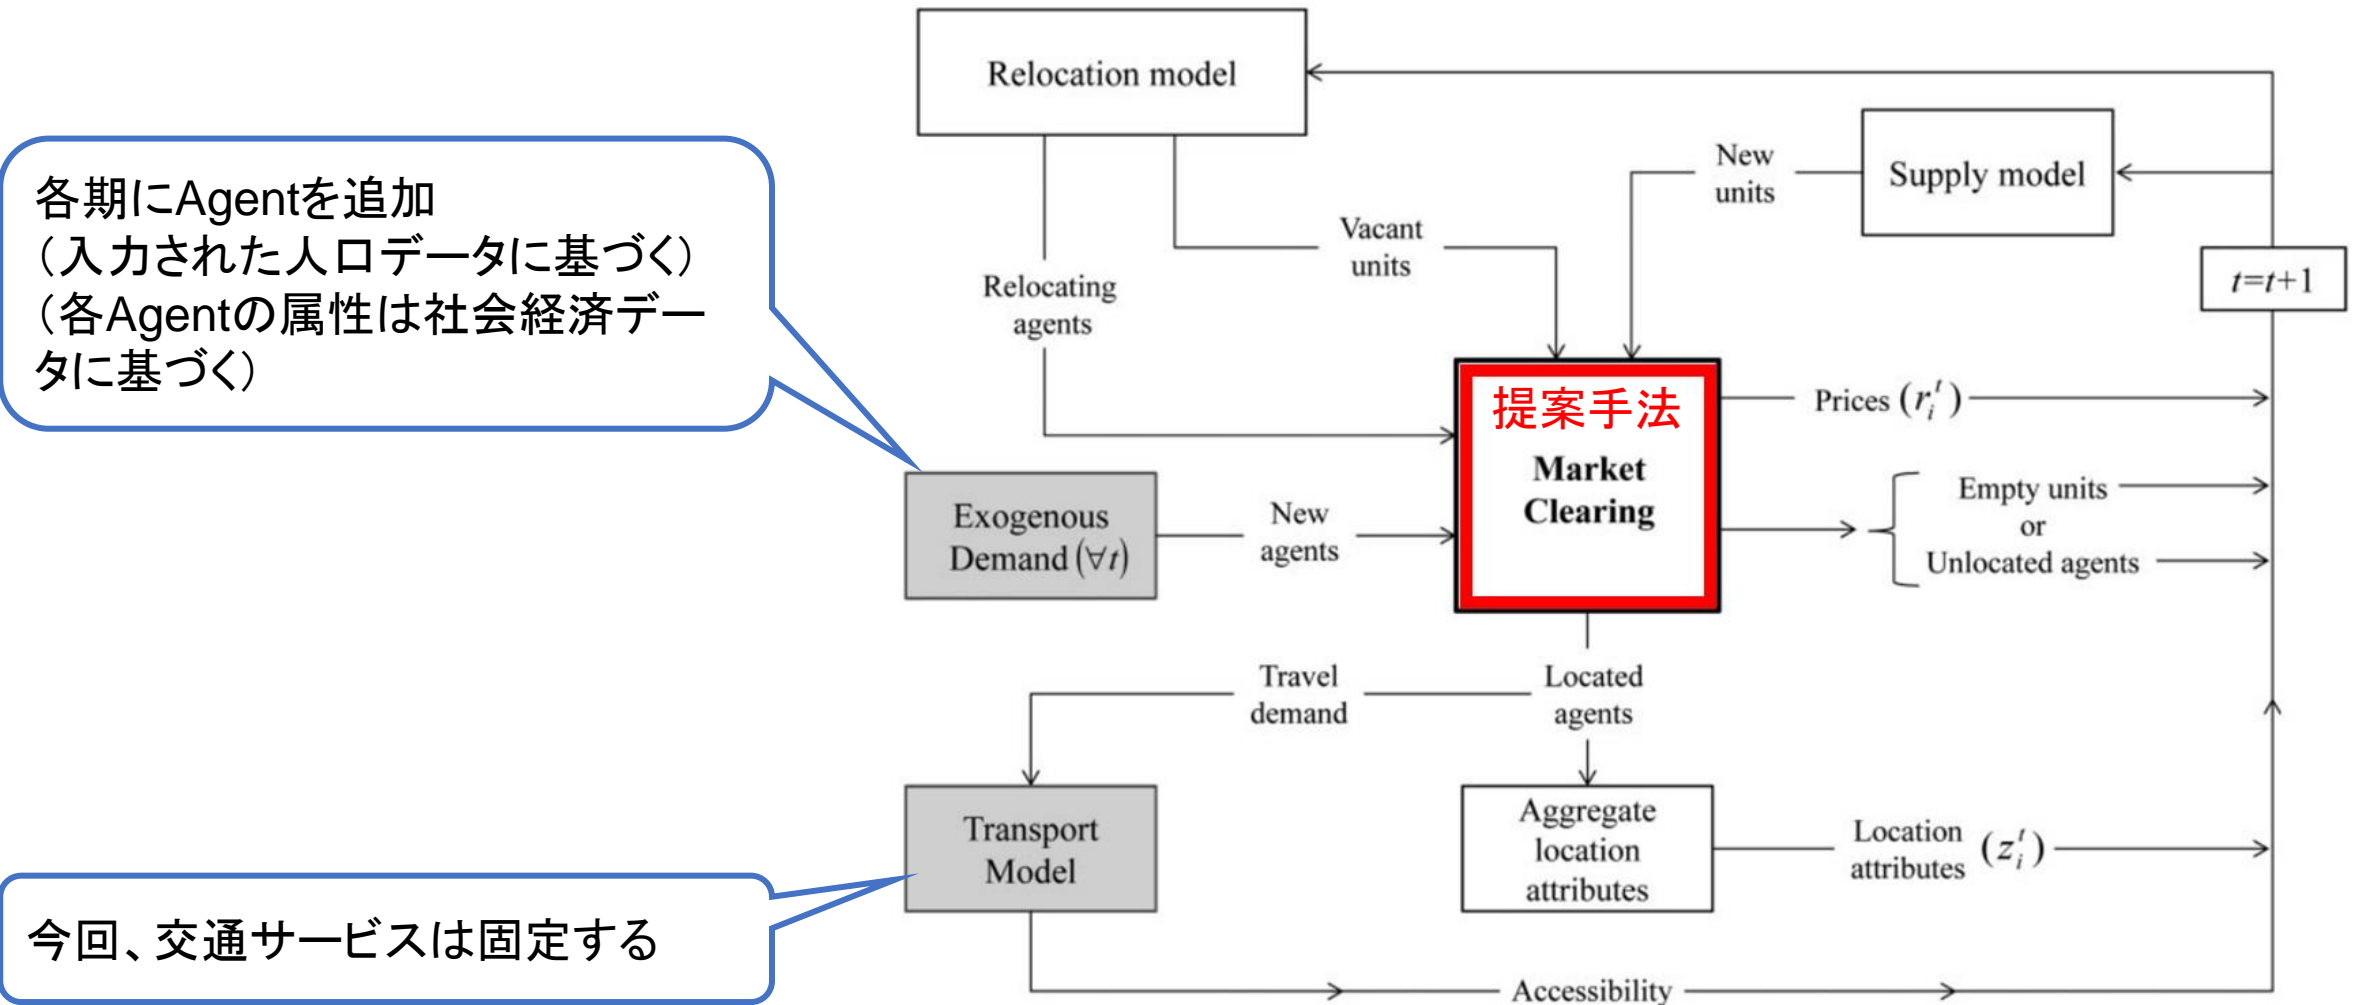 Relocation model
各期にAgentを追加
（入力された人口データに基づく）
（各Agentの属性は社会経済デー
タに基づく）
New
units
Supply model
Vacant
units
Relocating
agents
t=t+1
提案手法
Market
Clearing
Prices (r_i^t)
Exogenous
Demand (∀t)
New
agents
Empty units
or
Unlocated agents
Travel
demand
Located
agents
Transport
Model
Aggregate
location
attributes
Location
attributes (z_i^t)
今回、交通サービスは固定する
Accessibility